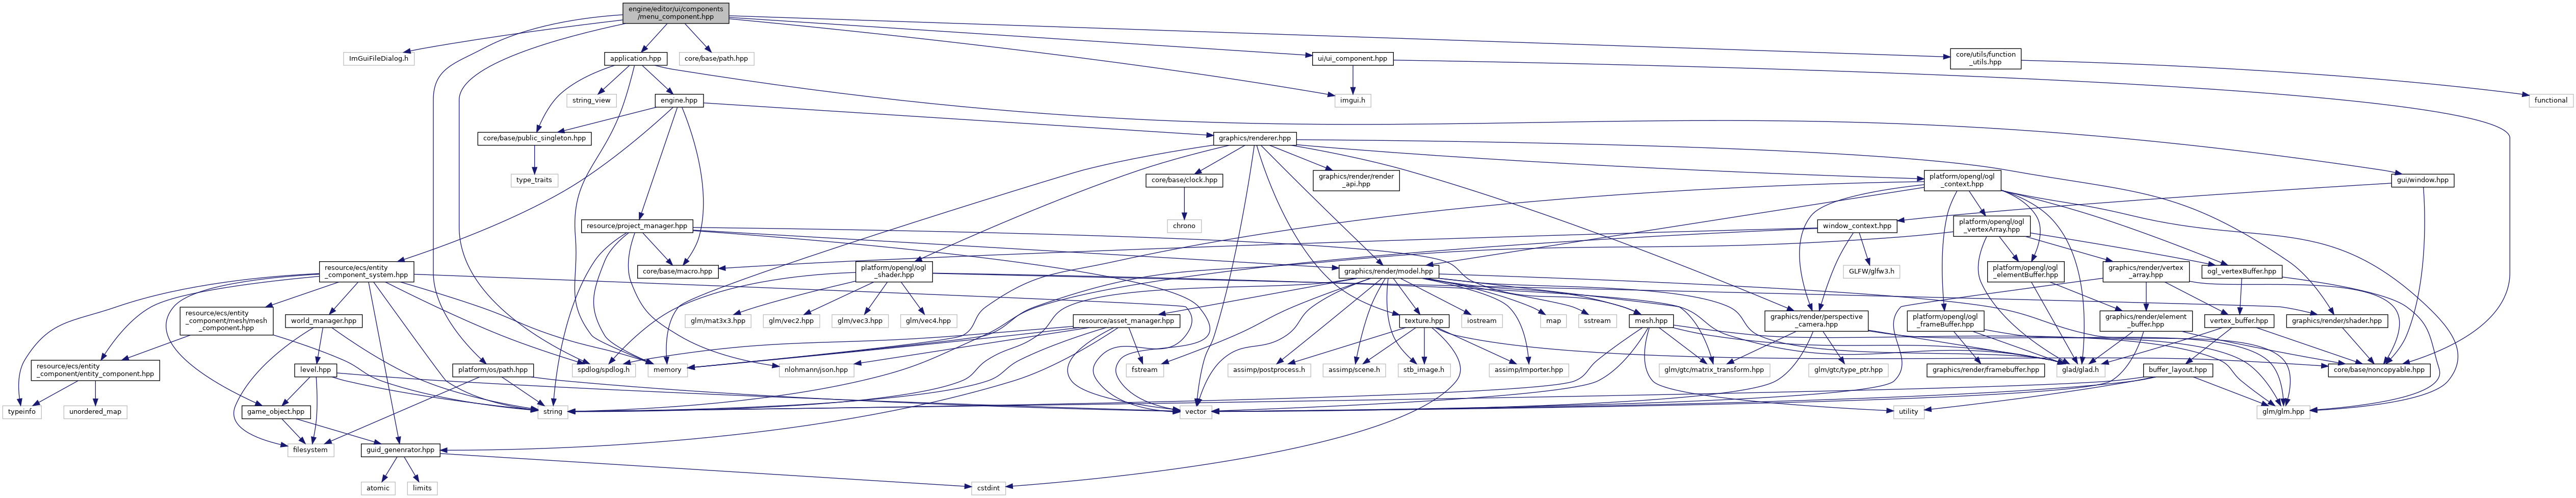 engine/editor/ui/components
/menu_component.hpp
ImGuiFileDialog.h
application.hpp
core/base/path.hpp
ui/ui_component.hpp
core/utils/function
_utils.hpp
string_view
engine.hpp
imgui.h
functional
core/base/public_singleton.hpp
graphics/renderer.hpp
type_traits
core/base/clock.hpp
graphics/render/render
_api.hpp
platform/opengl/ogl
_context.hpp
gui/window.hpp
resource/project_manager.hpp
chrono
window_context.hpp
platform/opengl/ogl
_vertexArray.hpp
resource/ecs/entity
_component_system.hpp
core/base/macro.hpp
platform/opengl/ogl
_shader.hpp
graphics/render/model.hpp
GLFW/glfw3.h
platform/opengl/ogl
_elementBuffer.hpp
graphics/render/vertex
_array.hpp
ogl_vertexBuffer.hpp
resource/ecs/entity
_component/mesh/mesh
_component.hpp
world_manager.hpp
glm/mat3x3.hpp
glm/vec2.hpp
glm/vec3.hpp
glm/vec4.hpp
resource/asset_manager.hpp
texture.hpp
iostream
map
sstream
mesh.hpp
graphics/render/perspective
_camera.hpp
platform/opengl/ogl
_frameBuffer.hpp
graphics/render/element
_buffer.hpp
vertex_buffer.hpp
graphics/render/shader.hpp
resource/ecs/entity
_component/entity_component.hpp
level.hpp
platform/os/path.hpp
spdlog/spdlog.h
memory
nlohmann/json.hpp
fstream
assimp/postprocess.h
assimp/scene.h
stb_image.h
assimp/Importer.hpp
glm/gtc/matrix_transform.hpp
glm/gtc/type_ptr.hpp
graphics/render/framebuffer.hpp
glad/glad.h
buffer_layout.hpp
core/base/noncopyable.hpp
typeinfo
unordered_map
game_object.hpp
string
vector
utility
glm/glm.hpp
filesystem
guid_genenrator.hpp
atomic
limits
cstdint